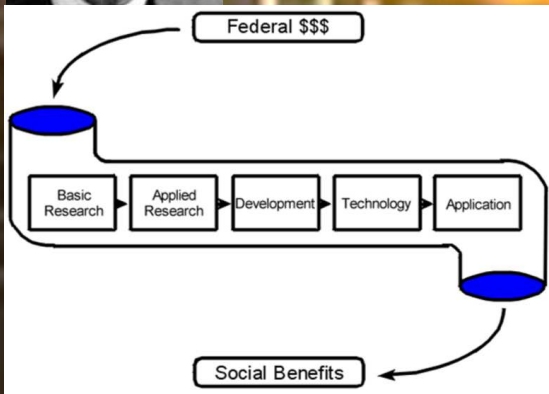 Federal $$$
Basic
Research
Applied
Research
Development
Technology
Application
Social Benefits